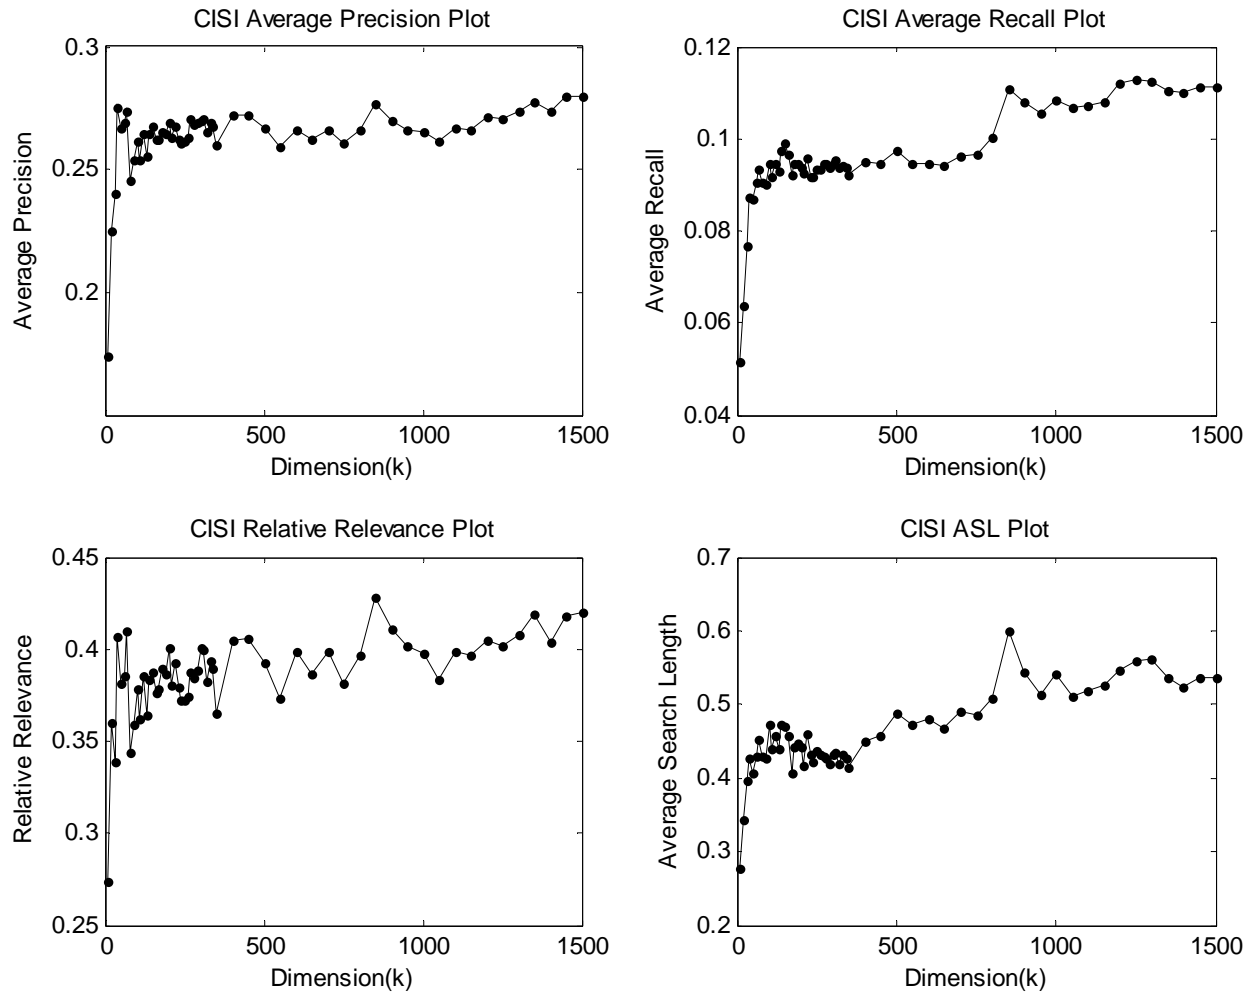 CISI Average Precision Plot
0.3
0.25
0.2
Average Precision
0
500
1000
1500
Dimension(k)
CISI Average Recall Plot
0.12
0.1
0.08
0.06
0.04
Average Recall
0
500
1000
1500
Dimension(k)
CISI Relative Relevance Plot
0.45
0.4
0.35
0.3
0.25
Relative Relevance
0
500
1000
1500
Dimension(k)
CISI ASL Plot
0.7
0.6
0.5
0.4
0.3
0.2
Average Search Length
0
500
1000
1500
Dimension(k)